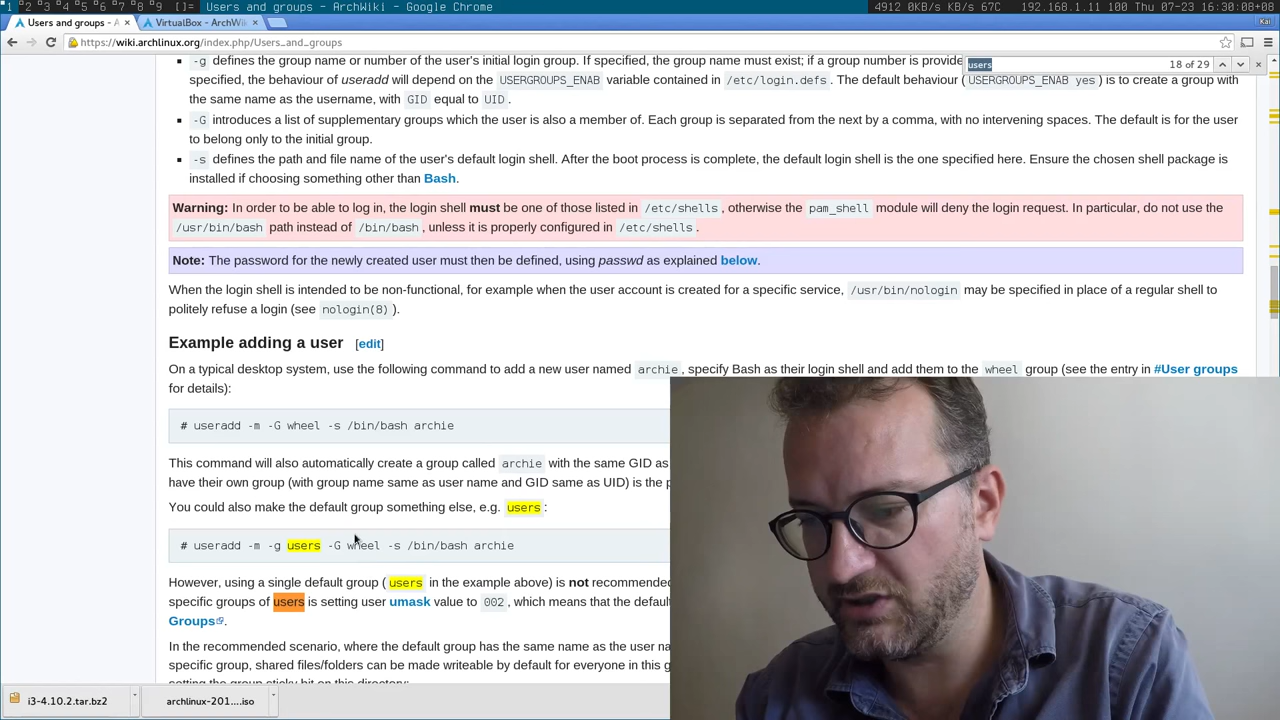 1 2 3 4 5 6 7 8 9 [] Users and groups - ArchWiki - Google Chrome 4912 0KB/s KB/s 67C 192.168.1.11 100 Thu 07-23 16:30:08+08
Users and groups - A × VirtualBox - ArchWi × Kai
https://wiki.archlinux.org/index.php/Users_and_groups
users 18 of 29
-g defines the group name or number of the user's initial login group. If specified, the group name must exist; if a group number is provide
specified, the behaviour of useradd will depend on the USERGROUPS_ENAB variable contained in /etc/login.defs. The default behaviour (USERGROUPS_ENAB yes) is to create a group with
the same name as the username, with GID equal to UID.
-G introduces a list of supplementary groups which the user is also a member of. Each group is separated from the next by a comma, with no intervening spaces. The default is for the user
to belong only to the initial group.
-s defines the path and file name of the user's default login shell. After the boot process is complete, the default login shell is the one specified here. Ensure the chosen shell package is
installed if choosing something other than Bash.
Warning: In order to be able to log in, the login shell must be one of those listed in /etc/shells, otherwise the pam_shell module will deny the login request. In particular, do not use the
/usr/bin/bash path instead of /bin/bash, unless it is properly configured in /etc/shells.
Note: The password for the newly created user must then be defined, using passwd as explained below.
When the login shell is intended to be non-functional, for example when the user account is created for a specific service, /usr/bin/nologin may be specified in place of a regular shell to
politely refuse a login (see nologin(8)).
Example adding a user [edit]
On a typical desktop system, use the following command to add a new user named archie, specify Bash as their login shell and add them to the wheel group (see the entry in #User groups
for details):
# useradd -m -G wheel -s /bin/bash archie
This command will also automatically create a group called archie with the same GID as
have their own group (with group name same as user name and GID same as UID) is the p
You could also make the default group something else, e.g. users:
# useradd -m -g users -G wheel -s /bin/bash archie
However, using a single default group (users in the example above) is not recommended
specific groups of users is setting user umask value to 002, which means that the default
Groups.
In the recommended scenario, where the default group has the same name as the user na
specific group, shared files/folders can be made writeable by default for everyone in this g
setting the group sticky bit on this directory:
i3-4.10.2.tar.bz2 archlinux-201....iso